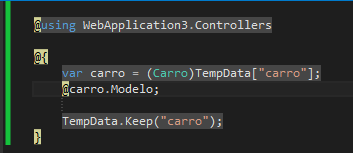 @using WebApplication3.Controllers
@{
var carro = (Carro)TempData["carro"];
@carro.Modelo;
TempData.Keep("carro");
}